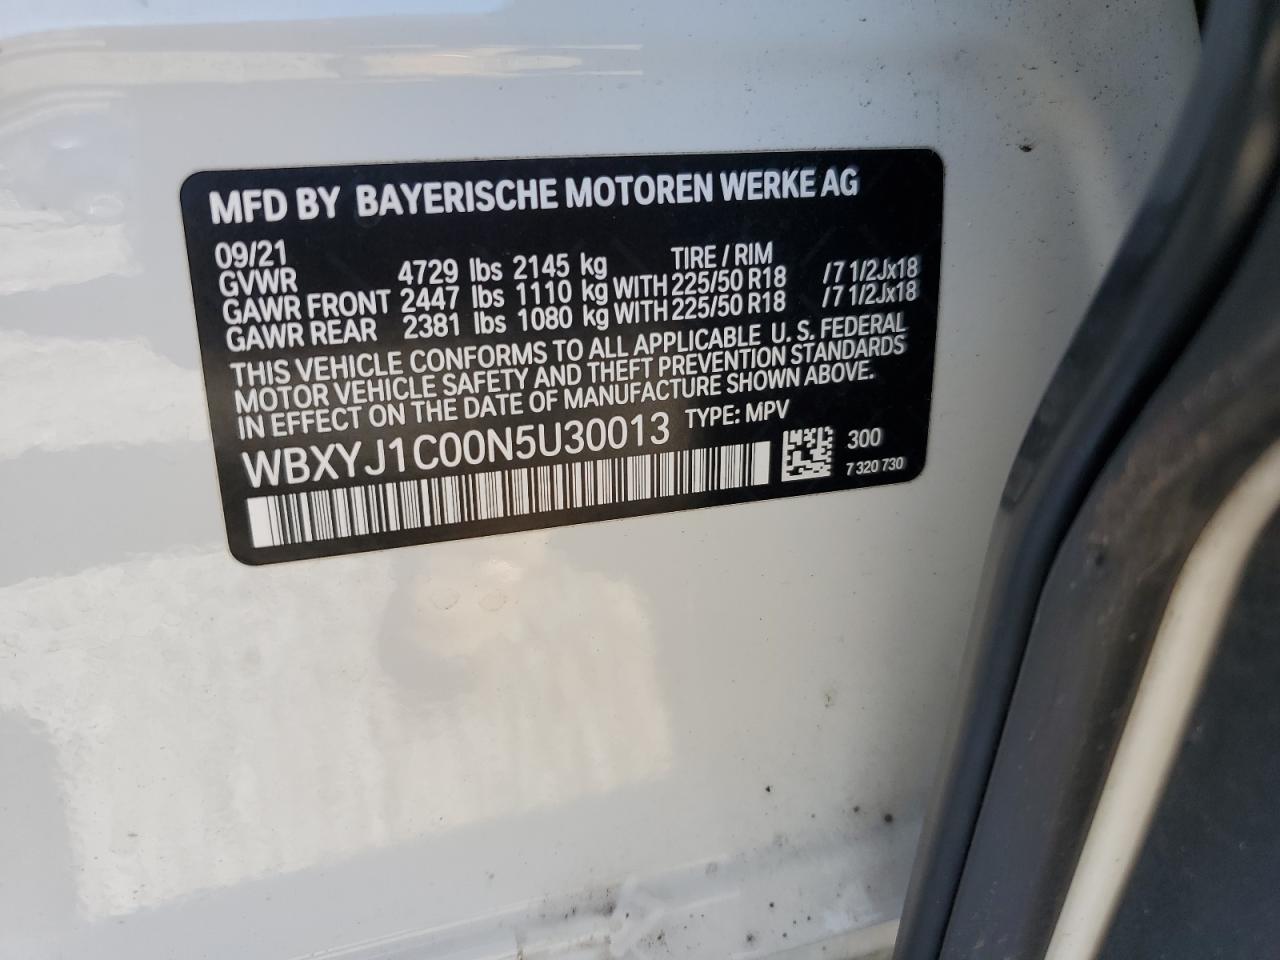 MFD BY BAYERISCHE MOTOREN WERKE AG
09/21 TIRE / RIM
GVWR 4729 lbs 2145 kg
GAWR FRONT 2447 lbs 1110 kg WITH 225/50 R18 /7 1/2Jx18
GAWR REAR 2381 lbs 1080 kg WITH 225/50 R18 /7 1/2Jx18
THIS VEHICLE CONFORMS TO ALL APPLICABLE U. S. FEDERAL
MOTOR VEHICLE SAFETY AND THEFT PREVENTION STANDARDS
IN EFFECT ON THE DATE OF MANUFACTURE SHOWN ABOVE.
WBXYJ1C00N5U30013 TYPE: MPV
300
7 320 730